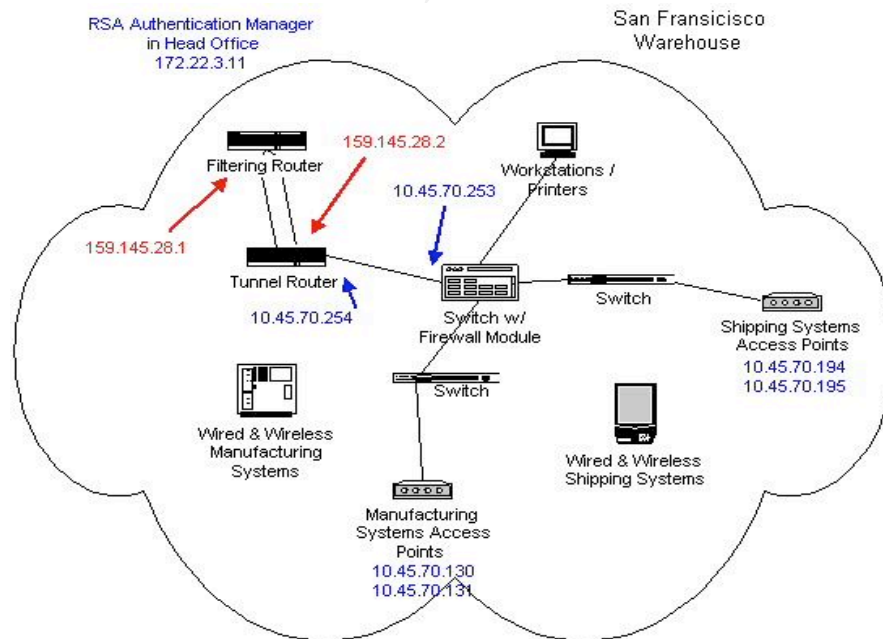 RSA Authentication Manager
in Head Office
172.22.3.11
San Fransicisco
Warehouse
159.145.28.2
Filtering Router
Workstations /
Printers
10.45.70.253
159.145.28.1
Tunnel Router
Switch
10.45.70.254
Switch w/
Firewall Module
Shipping Systems
Access Points
10.45.70.194
10.45.70.195
Switch
Wired & Wireless
Manufacturing
Systems
Wired & Wireless
Shipping Systems
Manufacturing
Systems Access
Points
10.45.70.130
10.45.70.131